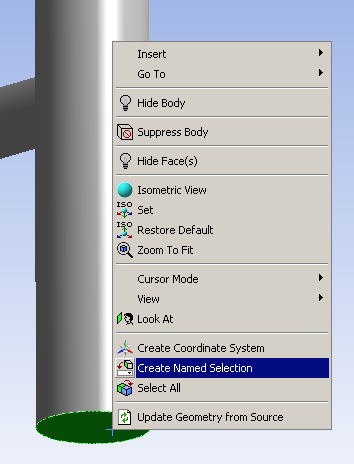 Insert
Go To
Hide Body
Suppress Body
Hide Face(s)
Isometric View
ISO Set
ISO Restore Default
Zoom To Fit
Cursor Mode
View
Look At
Create Coordinate System
Create Named Selection
Select All
Update Geometry from Source